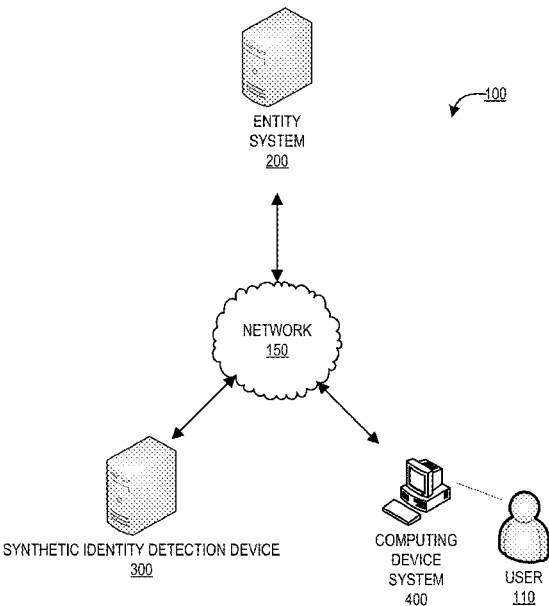 ENTITY
SYSTEM
200
100
NETWORK
150
SYNTHETIC IDENTITY DETECTION DEVICE
300
COMPUTING
DEVICE
SYSTEM
400
USER
110